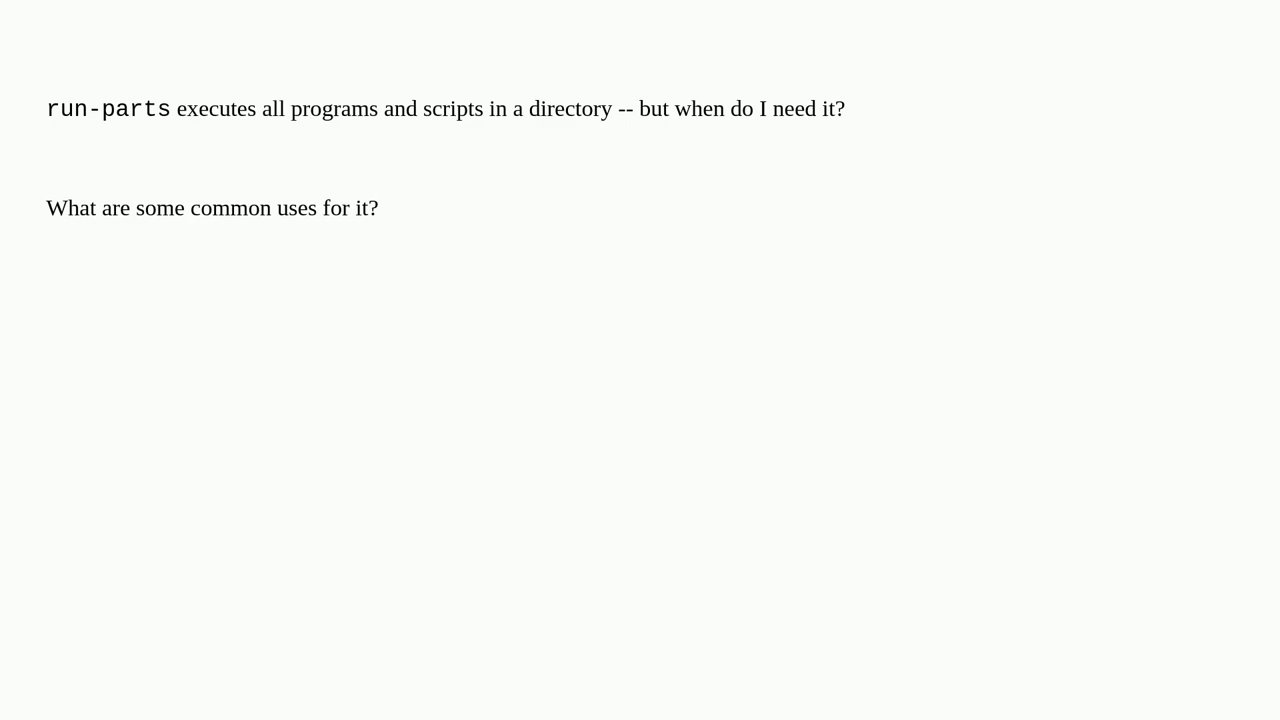 run-parts executes all programs and scripts in a directory -- but when do I need it?
What are some common uses for it?